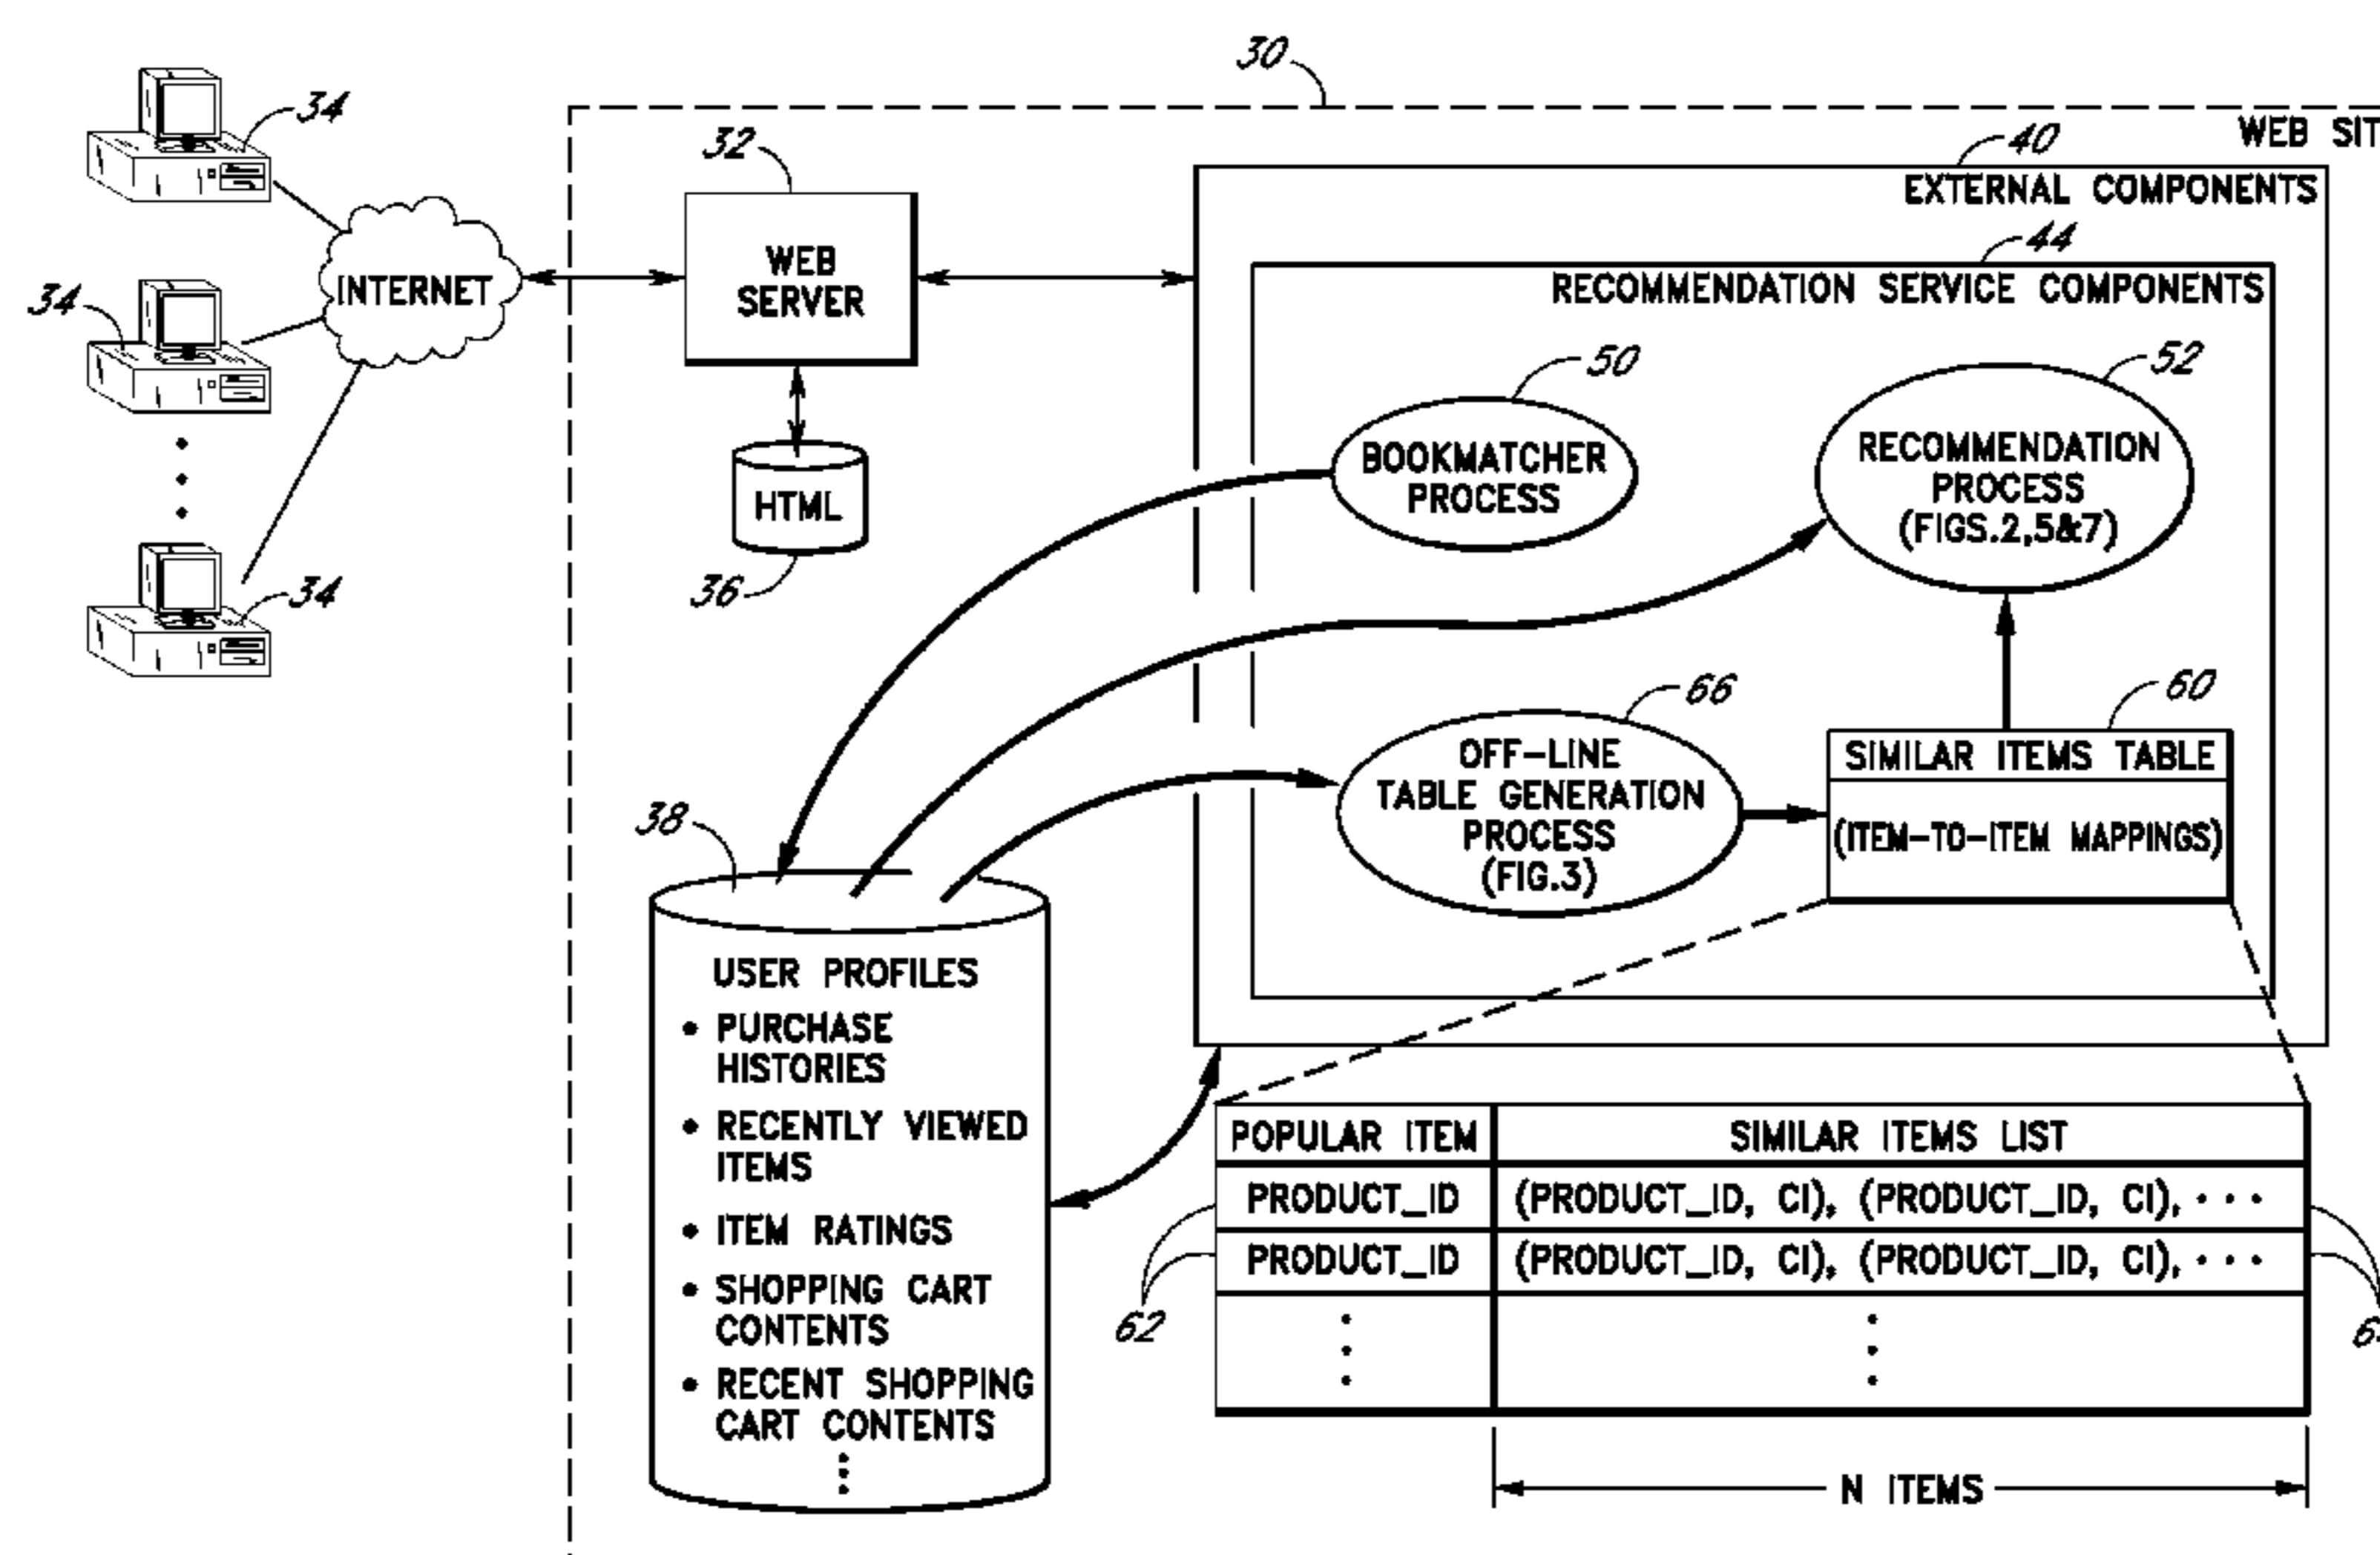 30
34
WEB SIT
32
40
EXTERNAL COMPONENTS
44
RECOMMENDATION SERVICE COMPONENTS
WEB
SERVER
INTERNET
34
50
52
BOOKMATCHER
PROCESS
RECOMMENDATION
PROCESS
(FIGS.2,5&7)
HTML
36
34
66
60
OFF-LINE
TABLE GENERATION
PROCESS
(FIG.3)
SIMILAR ITEMS TABLE
(ITEM-TO-ITEM MAPPINGS)
38
USER PROFILES
• PURCHASE
HISTORIES
• RECENTLY VIEWED
ITEMS
• ITEM RATINGS
• SHOPPING CART
CONTENTS
• RECENT SHOPPING
CART CONTENTS
POPULAR ITEM SIMILAR ITEMS LIST
PRODUCT_ID (PRODUCT_ID, CI), (PRODUCT_ID, CI), • • •
PRODUCT_ID (PRODUCT_ID, CI), (PRODUCT_ID, CI), • • •
62
N ITEMS